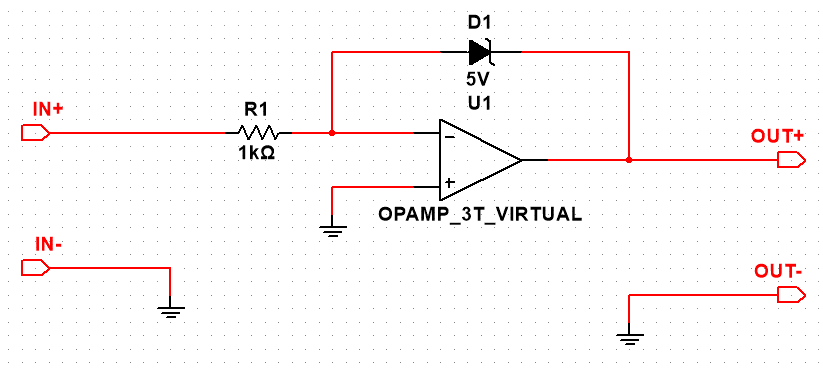 D1
5V
U1
IN+
R1
1kΩ
OUT+
OPAMP_3T_VIRTUAL
IN-
OUT-